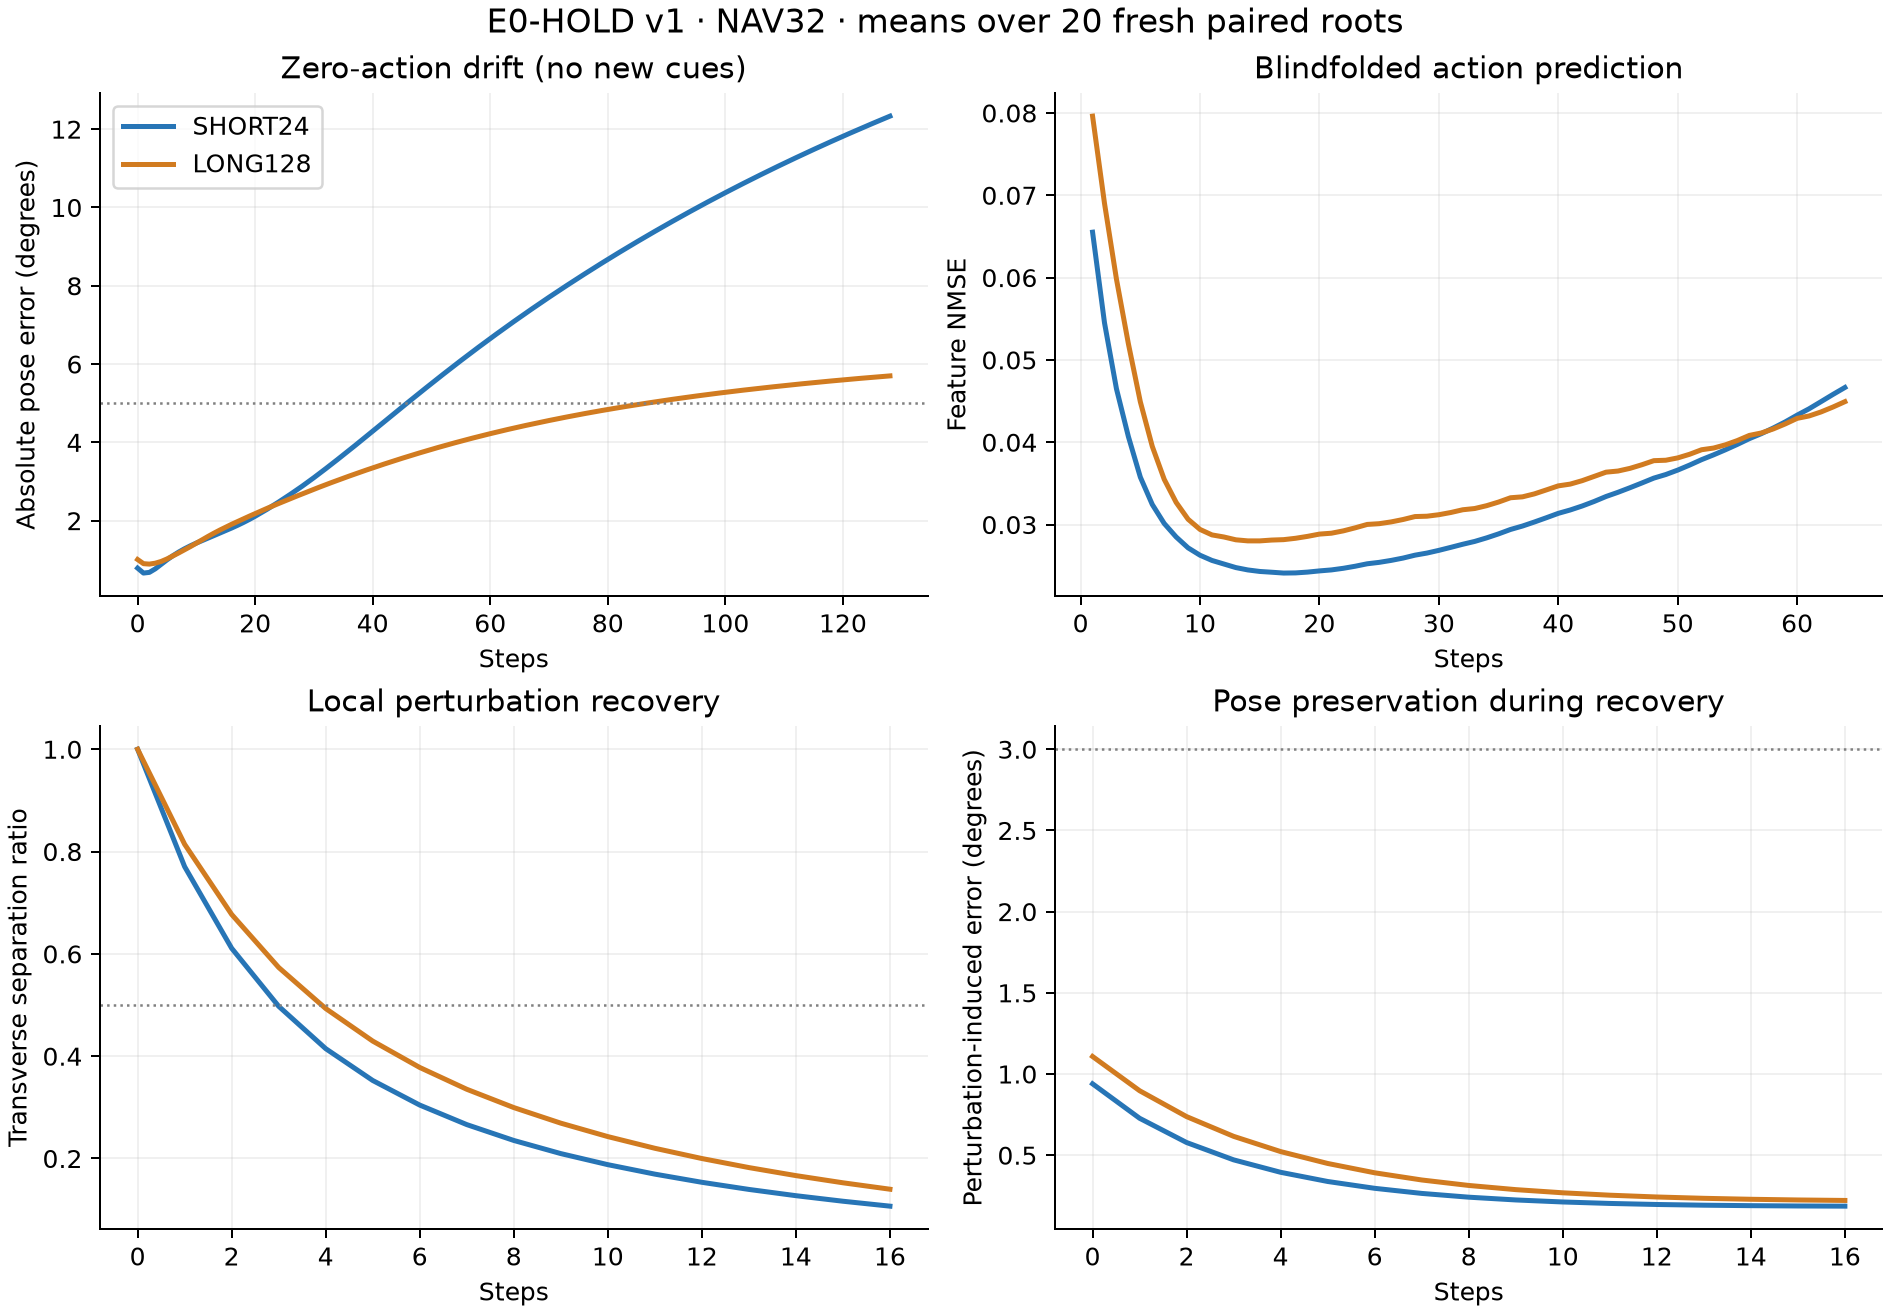 E0-HOLD v1 · NAV32 · means over 20 fresh paired roots
Zero-action drift (no new cues)
SHORT24
LONG128
Absolute pose error (degrees)
12
10
8
6
4
2
0 20 40 60 80 100 120
Steps
Blindfolded action prediction
Feature NMSE
0.08
0.07
0.06
0.05
0.04
0.03
0 10 20 30 40 50 60
Steps
Local perturbation recovery
Transverse separation ratio
1.0
0.8
0.6
0.4
0.2
0 2 4 6 8 10 12 14 16
Steps
Pose preservation during recovery
Perturbation-induced error (degrees)
3.0
2.5
2.0
1.5
1.0
0.5
0 2 4 6 8 10 12 14 16
Steps